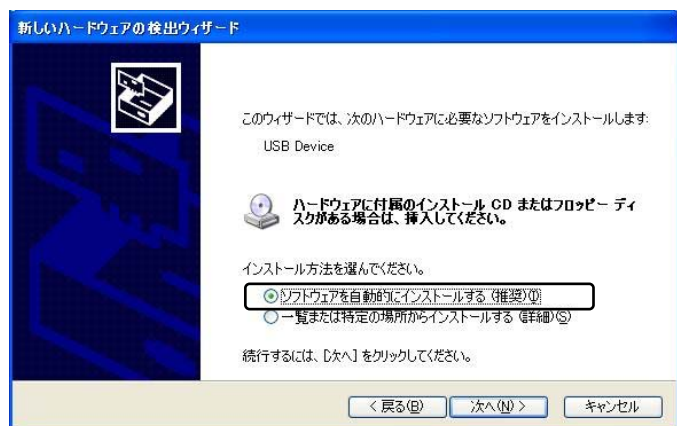 新しいハードウェアの検出ウィザード
このウィザードでは、次のハードウェアに必要なソフトウェアをインストールします:
USB Device
ハードウェアに付属のインストール CD またはフロッピー ディ
スクがある場合は、挿入してください。
インストール方法を選んでください。
ソフトウェアを自動的にインストールする (推奨)(I)
一覧または特定の場所からインストールする (詳細)(S)
続行するには、[次へ] をクリックしてください。
< 戻る(B)
次へ(N) >
キャンセル